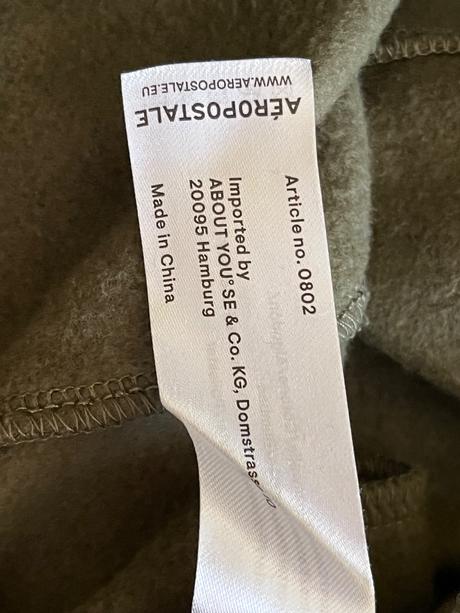 AÉROPOSTALE
WWW.AEROPOSTALE.EU
Article no. 0802
Imported by
ABOUT YOU° SE & Co. KG,
20095 Hamburg
Made in China